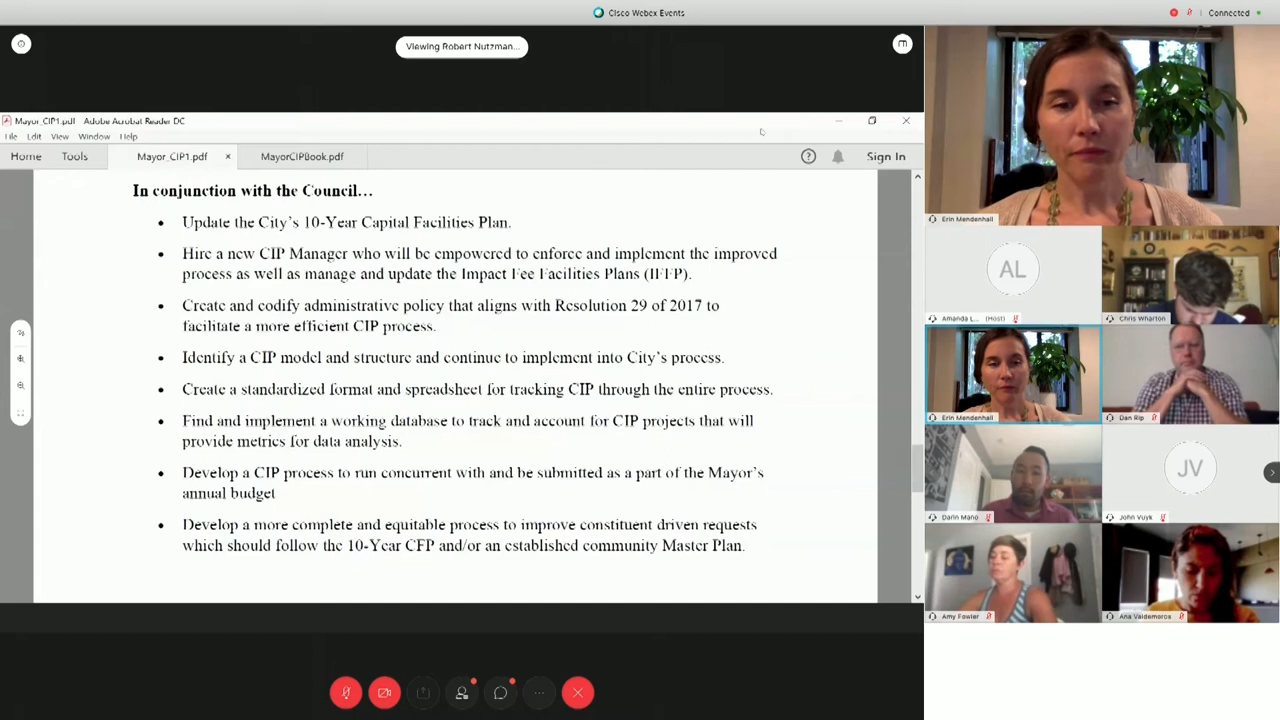 Cisco Webex Events
Connected
Viewing Robert Nutzman...
Mayor_CIP1.pdf - Adobe Acrobat Reader DC
File Edit View Window Help
Home Tools Mayor_CIP1.pdf × MayorCIPBook.pdf Sign In
In conjunction with the Council…
• Update the City's 10-Year Capital Facilities Plan.
• Hire a new CIP Manager who will be empowered to enforce and implement the improved
process as well as manage and update the Impact Fee Facilities Plans (IFFP).
• Create and codify administrative policy that aligns with Resolution 29 of 2017 to
facilitate a more efficient CIP process.
• Identify a CIP model and structure and continue to implement into City's process.
• Create a standardized format and spreadsheet for tracking CIP through the entire process.
• Find and implement a working database to track and account for CIP projects that will
provide metrics for data analysis.
• Develop a CIP process to run concurrent with and be submitted as a part of the Mayor's
annual budget
• Develop a more complete and equitable process to improve constituent driven requests
which should follow the 10-Year CFP and/or an established community Master Plan.
Erin Mendenhall
AL
Amanda L... (Host)
Chris Wharton
Erin Mendenhall
Dan Rip
Darin Mano
JV
John Vuyk
Amy Fowler
Ana Valdemoros